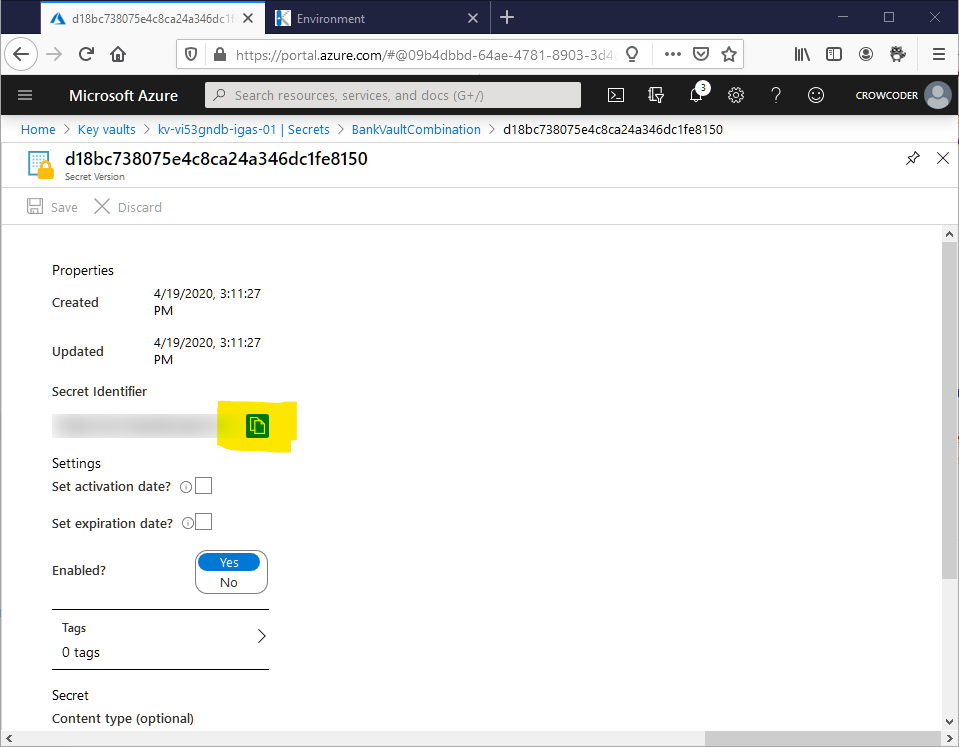 d18bc738075e4c8ca24a346dc1f
Environment
https://portal.azure.com/#@09b4dbbd-64ae-4781-8903-3d4
Microsoft Azure
Search resources, services, and docs (G+/)
3
CROWCODER
Home > Key vaults > kv-vi53gndb-igas-01 | Secrets > BankVaultCombination > d18bc738075e4c8ca24a346dc1fe8150
d18bc738075e4c8ca24a346dc1fe8150
Secret Version
Save
Discard
Properties
Created
4/19/2020, 3:11:27
PM
Updated
4/19/2020, 3:11:27
PM
Secret Identifier
Settings
Set activation date?
Set expiration date?
Enabled?
Yes
No
Tags
0 tags
Secret
Content type (optional)